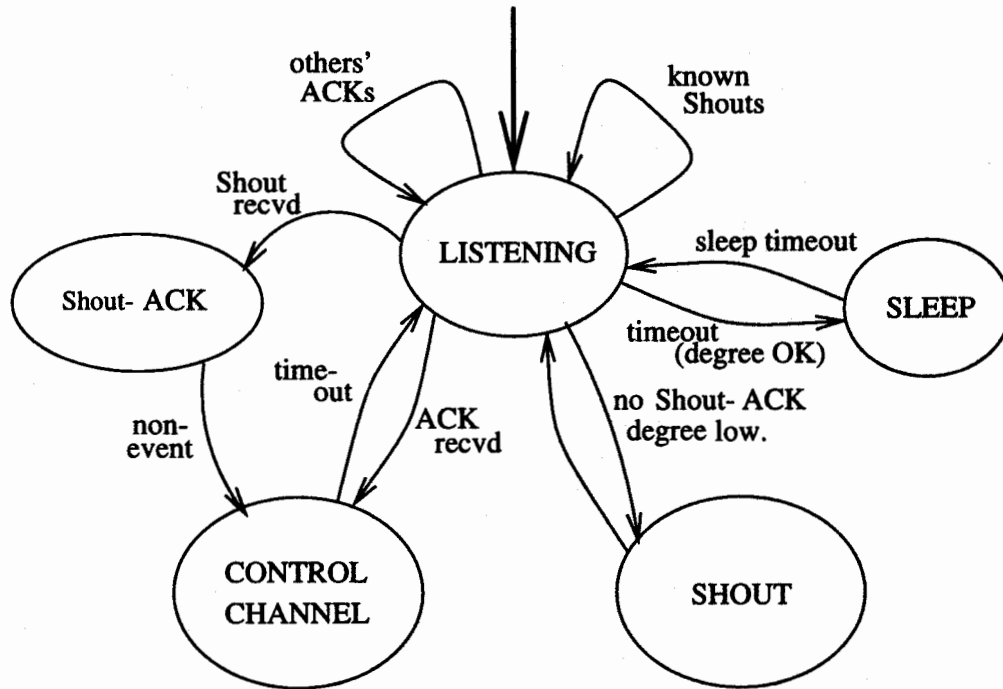 others'
ACKs
known
Shouts
Shout
recvd
LISTENING
sleep timeout
Shout- ACK
SLEEP
timeout
(degree OK)
time-
out
no Shout- ACK
degree low.
ACK
recvd
non-
event
CONTROL
CHANNEL
SHOUT